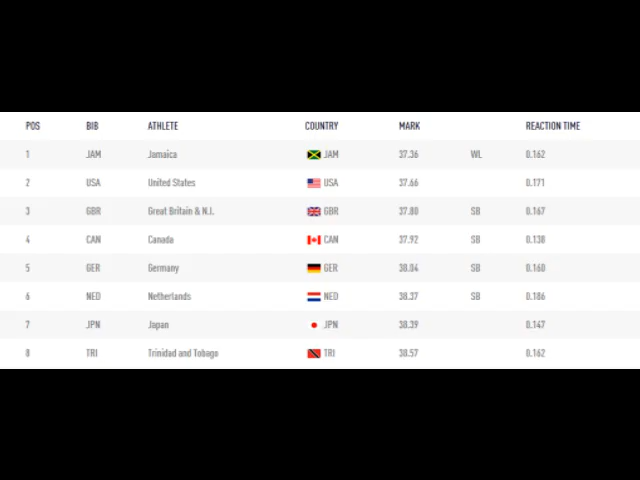 POS BIB ATHLETE COUNTRY MARK REACTION TIME
1 JAM Jamaica JAM 37.36 WL 0.162
2 USA United States USA 37.66 0.171
3 GBR Great Britain & N.I. GBR 37.80 SB 0.167
4 CAN Canada CAN 37.92 SB 0.138
5 GER Germany GER 38.04 SB 0.160
6 NED Netherlands NED 38.37 SB 0.186
7 JPN Japan JPN 38.39 0.147
8 TRI Trinidad and Tobago TRI 38.57 0.162